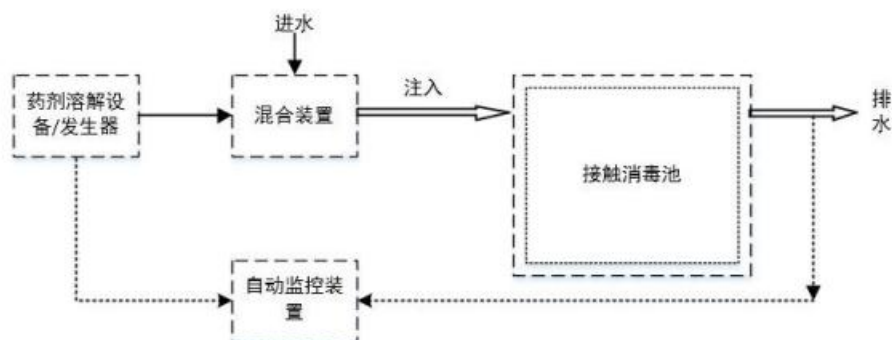 进水
药剂溶解设
备/发生器
混合装置
注入
接触消毒池
排
水
自动监控装
置